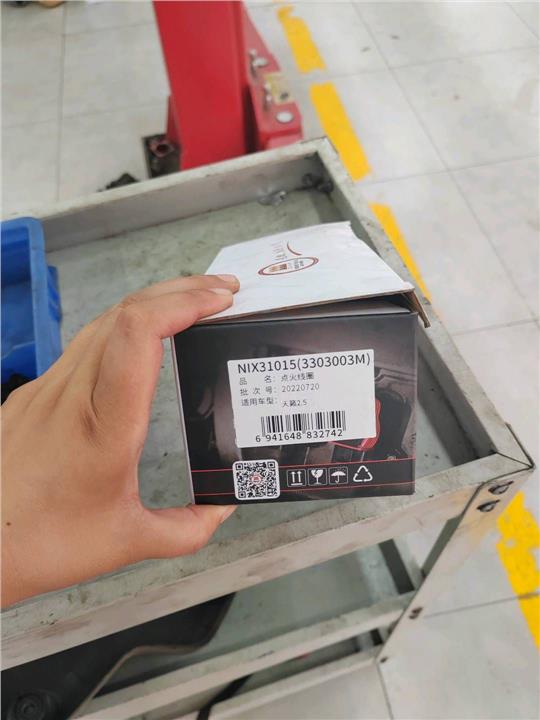 NIX31015(3303003M)
品 名: 点火线圈
批 次 号: 20220720
适用车型: 天籁2.5
6 941648 832742